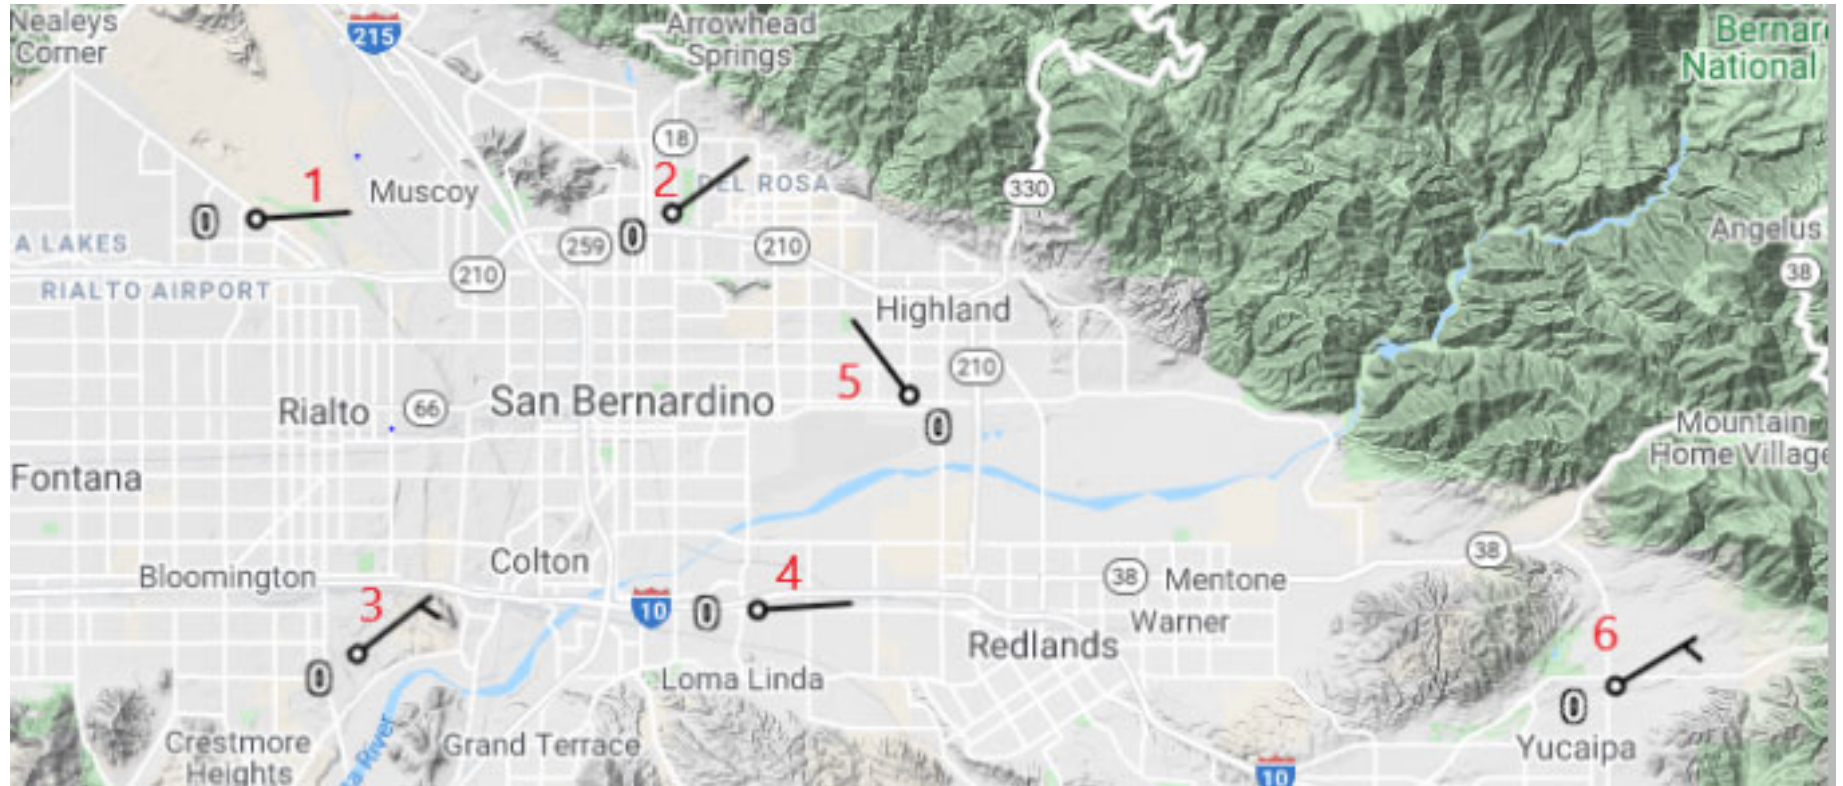 Nealeys
Corner
215
Arrowhead
Springs
Bernar
National
18
1
Muscoy
2
DEL ROSA
330
0
0
259
210
Angelus
A LAKES
210
38
RIALTO AIRPORT
Highland
5
210
Rialto
66
San Bernardino
0
Mountain
Home Village
Fontana
Colton
4
38
Bloomington
38
Mentone
3
0
10
Warner
6
Redlands
0
Loma Linda
0
Crestmore
Heights
a River
Grand Terrace
Yucaipa
10